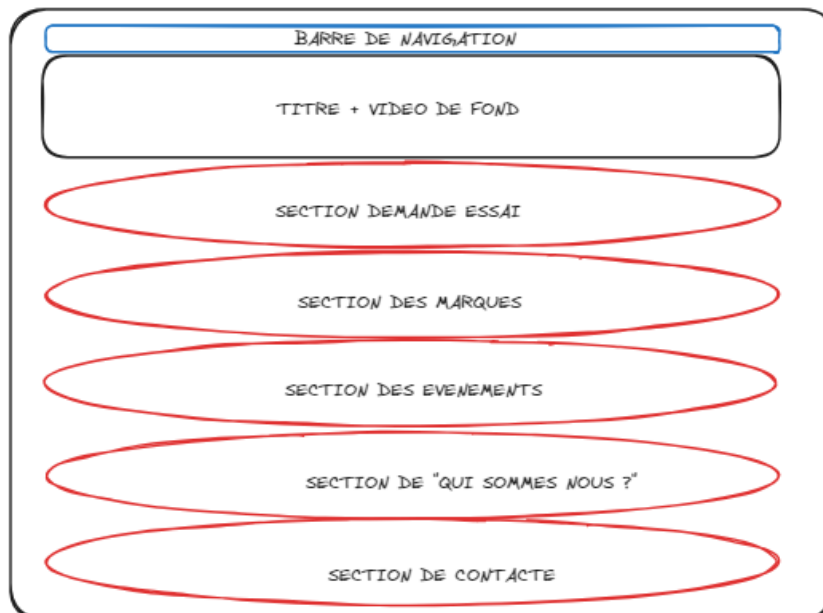 BARRE DE NAVIGATION
TITRE + VIDEO DE FOND
SECTION DEMANDE ESSAI
SECTION DES MARQUES
SECTION DES EVENEMENTS
SECTION DE "QUI SOMMES NOUS ?"
SECTION DE CONTACTE